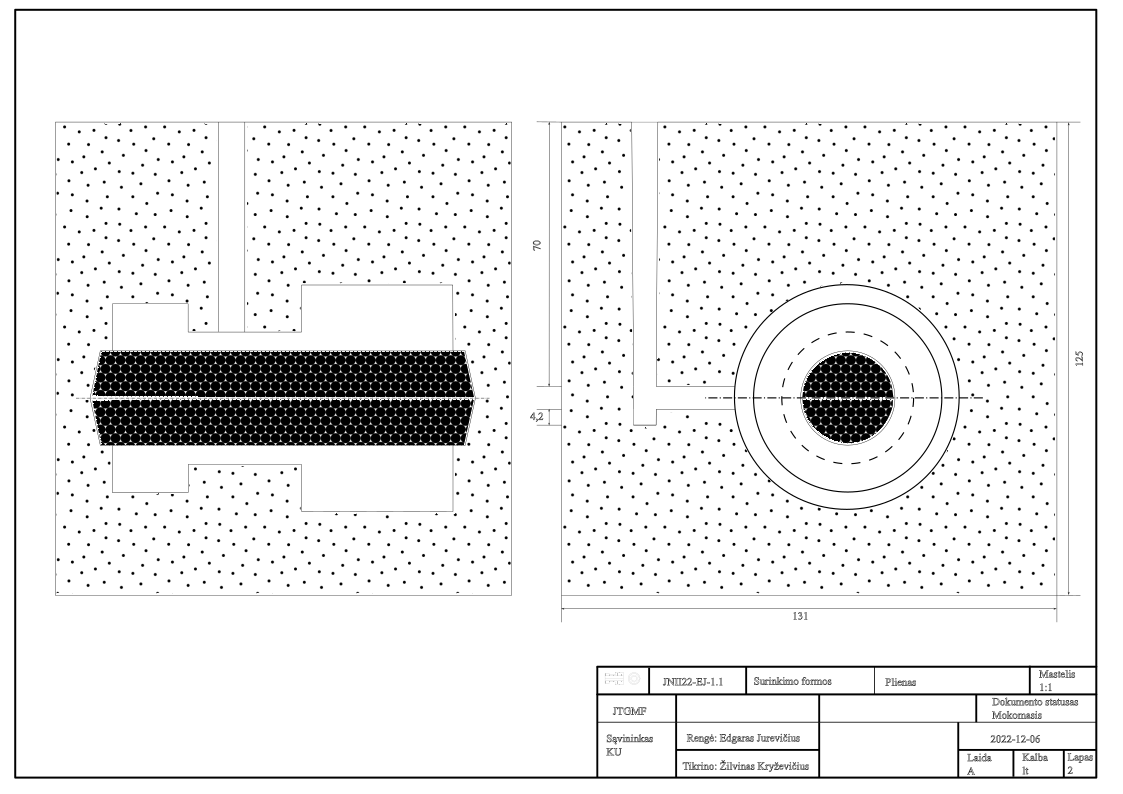 70
4,2
125
131
JNII22-EJ-1.1
Surinkimo formos
Plienas
Mastelis
1:1
JTGMF
Dokumento statusas
Mokomasis
Sąvininkas
KU
Rengė: Edgaras Jurevičius
2022-12-06
Tikrino: Žilvinas Kryževičius
Laida
A
Kalba
lt
Lapas
2